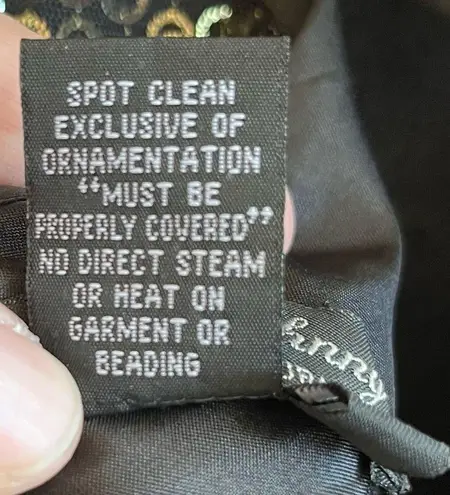 SPOT CLEAN
EXCLUSIVE OF
ORNAMENTATION
"MUST BE
PROPERLY COVERED"
NO DIRECT STEAM
OR HEAT ON
GARMENT OR
BEADING